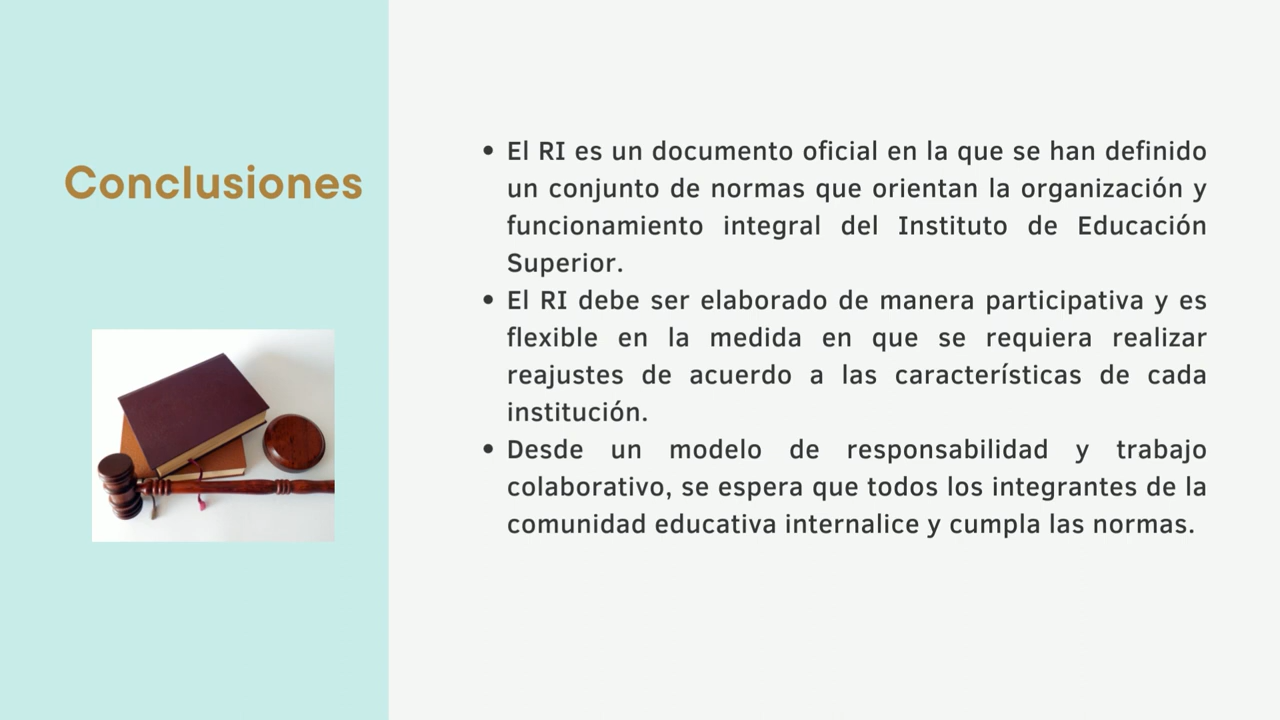 Conclusiones
• El RI es un documento oficial en la que se han definido
un conjunto de normas que orientan la organización y
funcionamiento integral del Instituto de Educación
Superior.
• El RI debe ser elaborado de manera participativa y es
flexible en la medida en que se requiera realizar
reajustes de acuerdo a las características de cada
institución.
• Desde un modelo de responsabilidad y trabajo
colaborativo, se espera que todos los integrantes de la
comunidad educativa internalice y cumpla las normas.